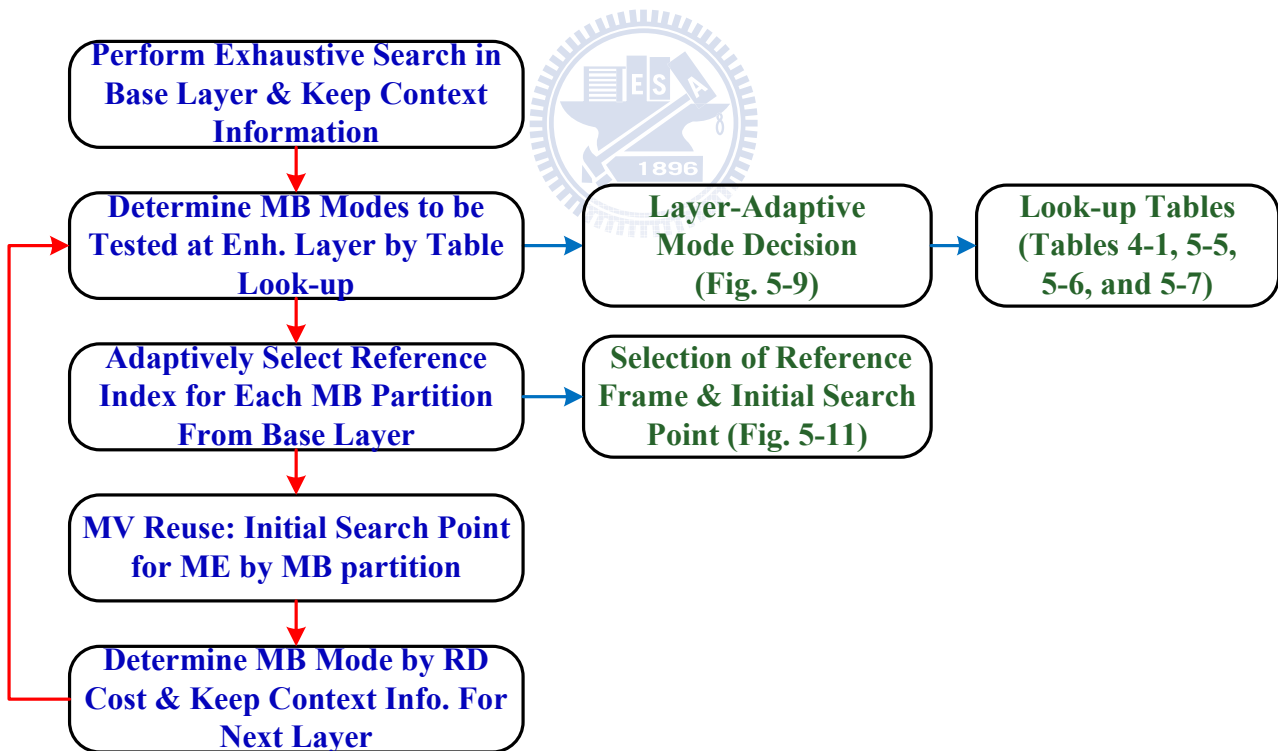 Perform Exhaustive Search in
Base Layer & Keep Context
Information
E S A
1896
Determine MB Modes to be
Tested at Enh. Layer by Table
Look-up
Layer-Adaptive
Mode Decision
(Fig. 5-9)
Look-up Tables
(Tables 4-1, 5-5,
5-6, and 5-7)
Adaptively Select Reference
Index for Each MB Partition
From Base Layer
Selection of Reference
Frame & Initial Search
Point (Fig. 5-11)
MV Reuse: Initial Search Point
for ME by MB partition
Determine MB Mode by RD
Cost & Keep Context Info. For
Next Layer